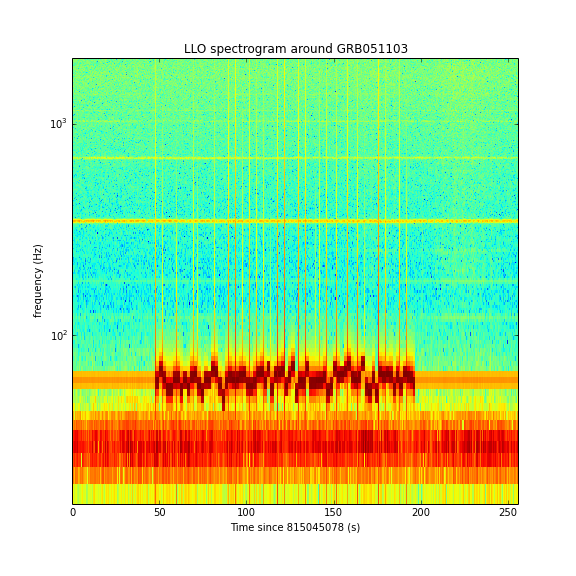 LLO spectrogram around GRB051103
frequency (Hz)
10³
10²
0 50 100 150 200 250
Time since 815045078 (s)